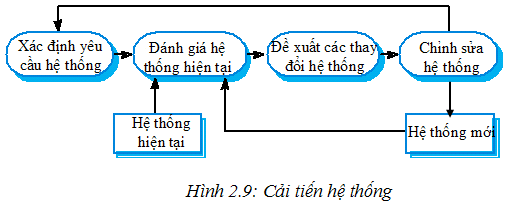 Xác định yêu
cầu hệ thống
Đánh giá hệ
thống hiện tại
Đề xuất các thay
đổi hệ thống
Chinh sửa
hệ thống
Hệ thống
hiện tại
Hệ thống mới
Hình 2.9: Cải tiến hệ thống